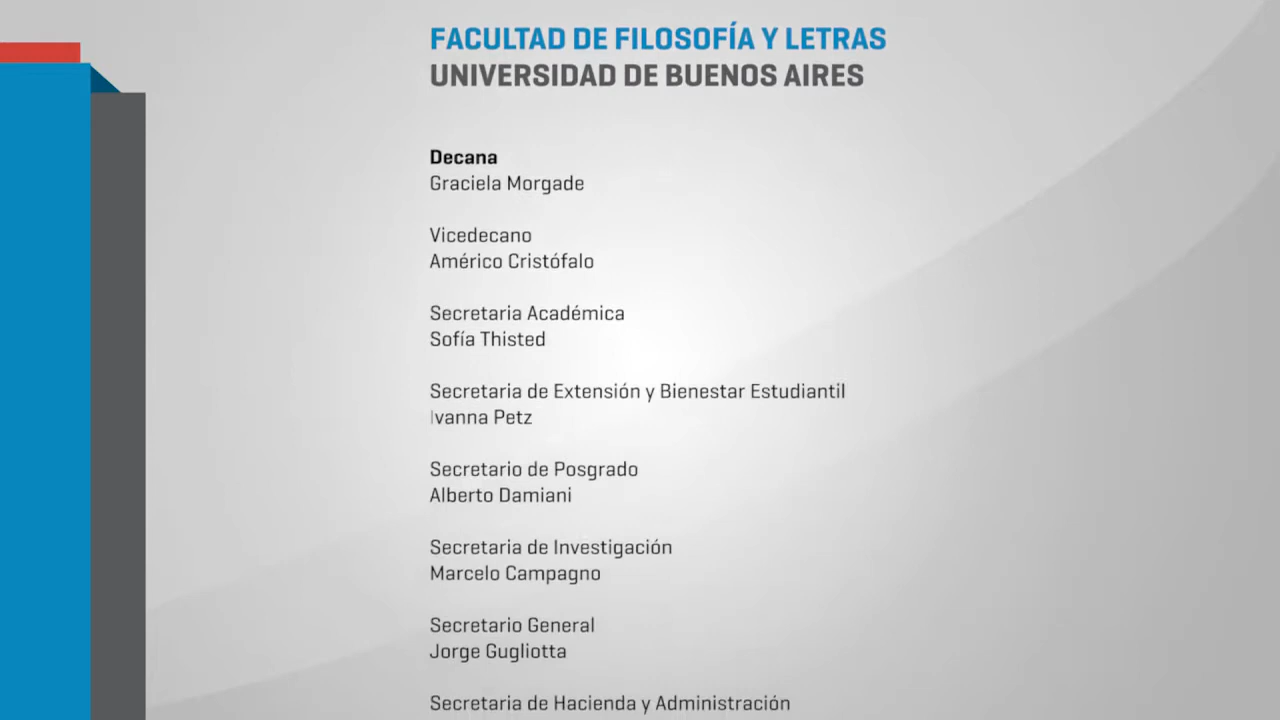 FACULTAD DE FILOSOFÍA Y LETRAS
UNIVERSIDAD DE BUENOS AIRES
Decana
Graciela Morgade
Vicedecano
Américo Cristófalo
Secretaria Académica
Sofía Thisted
Secretaria de Extensión y Bienestar Estudiantil
Ivanna Petz
Secretario de Posgrado
Alberto Damiani
Secretaria de Investigación
Marcelo Campagno
Secretario General
Jorge Gugliotta
Secretaria de Hacienda y Administración